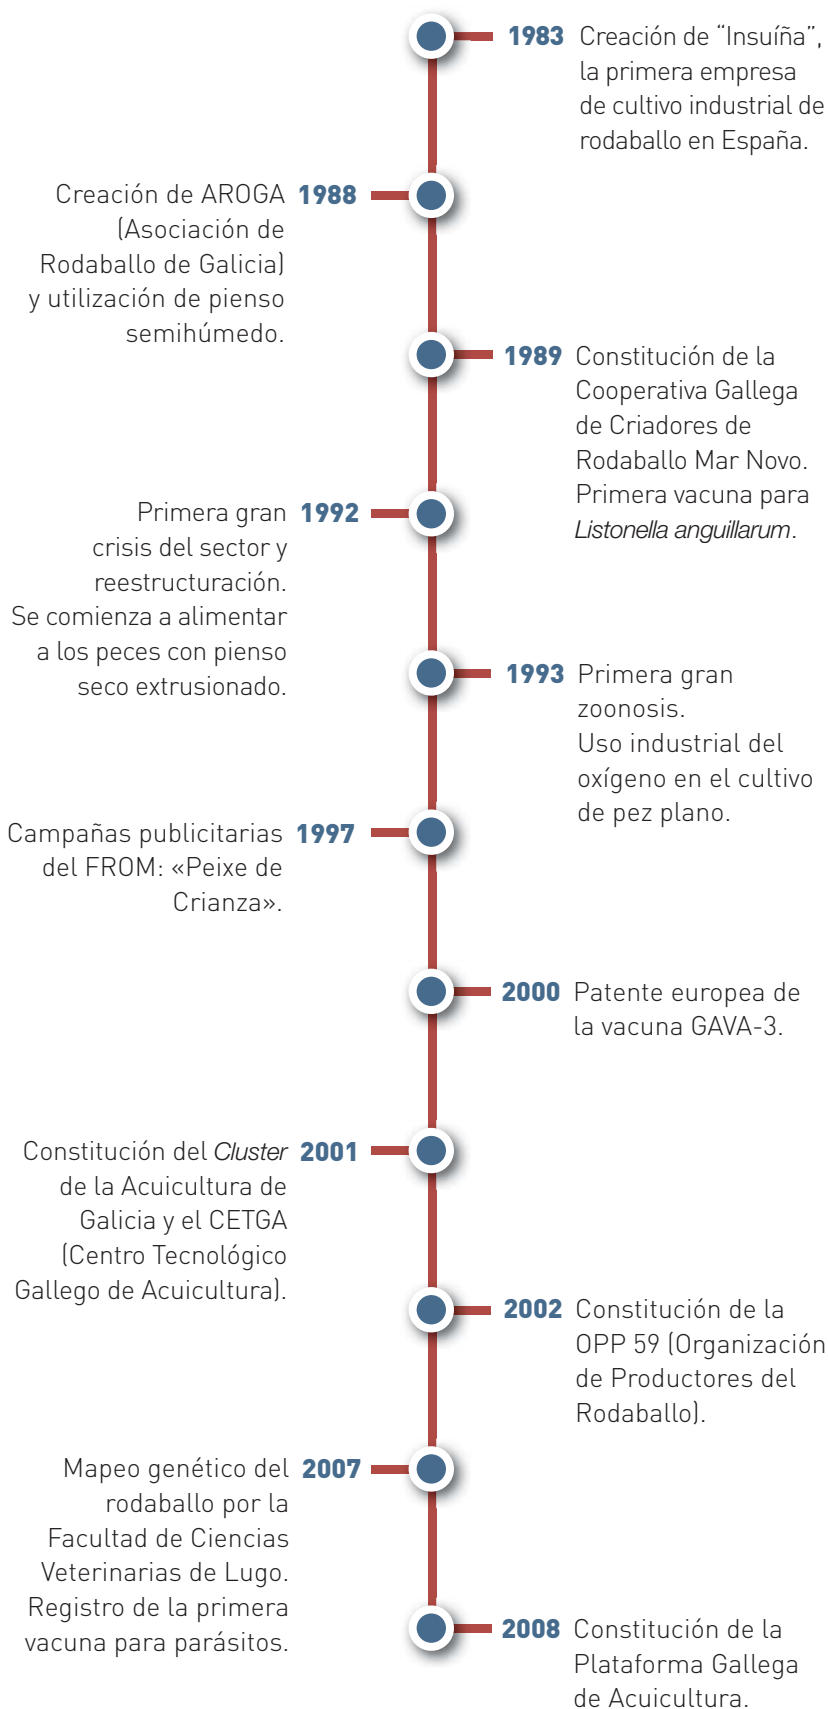 1983 Creación de “Insuíña”,
la primera empresa
de cultivo industrial de
rodaballo en España.
Creación de AROGA 1988
(Asociación de
Rodaballo de Galicia)
y utilización de pienso
semihúmedo.
1989 Constitución de la
Cooperativa Gallega
de Criadores de
Rodaballo Mar Novo.
Primera vacuna para
Listonella anguillarum.
Primera gran 1992
crisis del sector y
reestructuración.
Se comienza a alimentar
a los peces con pienso
seco extrusionado.
1993 Primera gran
zoonosis.
Uso industrial del
oxígeno en el cultivo
de pez plano.
Campañas publicitarias 1997
del FROM: «Peixe de
Crianza».
2000 Patente europea de
la vacuna GAVA-3.
Constitución del Cluster 2001
de la Acuicultura de
Galicia y el CETGA
(Centro Tecnológico
Gallego de Acuicultura).
2002 Constitución de la
OPP 59 (Organización
de Productores del
Rodaballo).
Mapeo genético del 2007
rodaballo por la
Facultad de Ciencias
Veterinarias de Lugo.
Registro de la primera
vacuna para parásitos.
2008 Constitución de la
Plataforma Gallega
de Acuicultura.